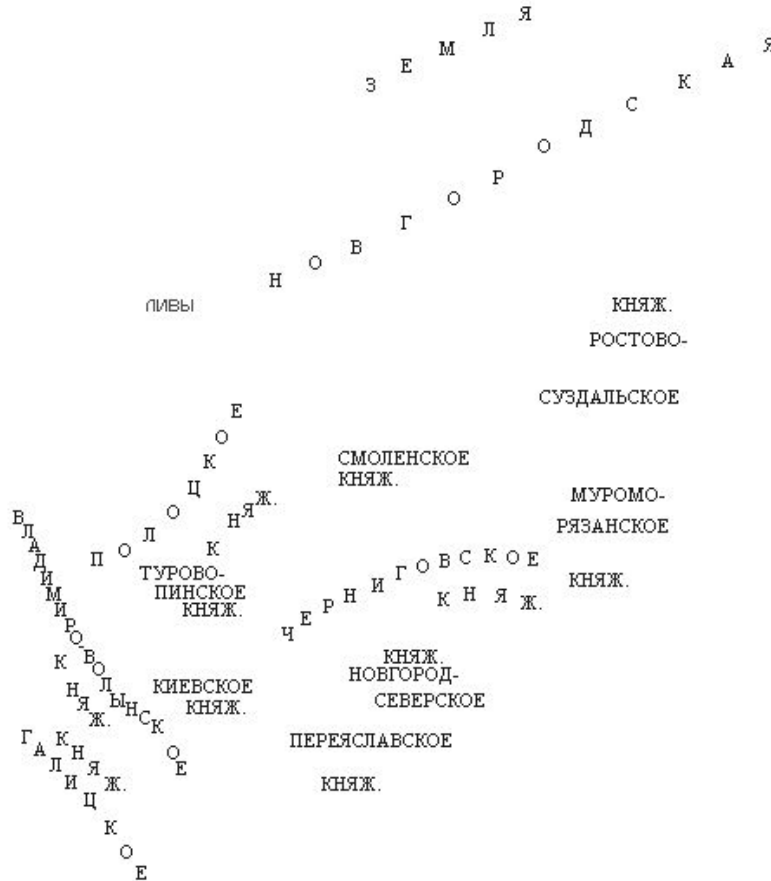 ЗЕМЛЯ
НОВГОРОДСКАЯ
ЛИВЫ
КНЯЖ.
РОСТОВО-
СУЗДАЛЬСКОЕ
ПОЛОЦКОЕ
КНЯЖ.
СМОЛЕНСКОЕ
КНЯЖ.
МУРОМО-
РЯЗАНСКОЕ
КНЯЖ.
ВЛАДИМИРО-ВОЛЫНСКОЕ
КНЯЖ.
ТУРОВО-
ПИНСКОЕ
КНЯЖ.
ЧЕРНИГОВСКОЕ
КНЯЖ.
КНЯЖ.
НОВГОРОД-
СЕВЕРСКОЕ
КИЕВСКОЕ
КНЯЖ.
ПЕРЕЯСЛАВСКОЕ
КНЯЖ.
ГАЛИЦКОЕ
КНЯЖ.